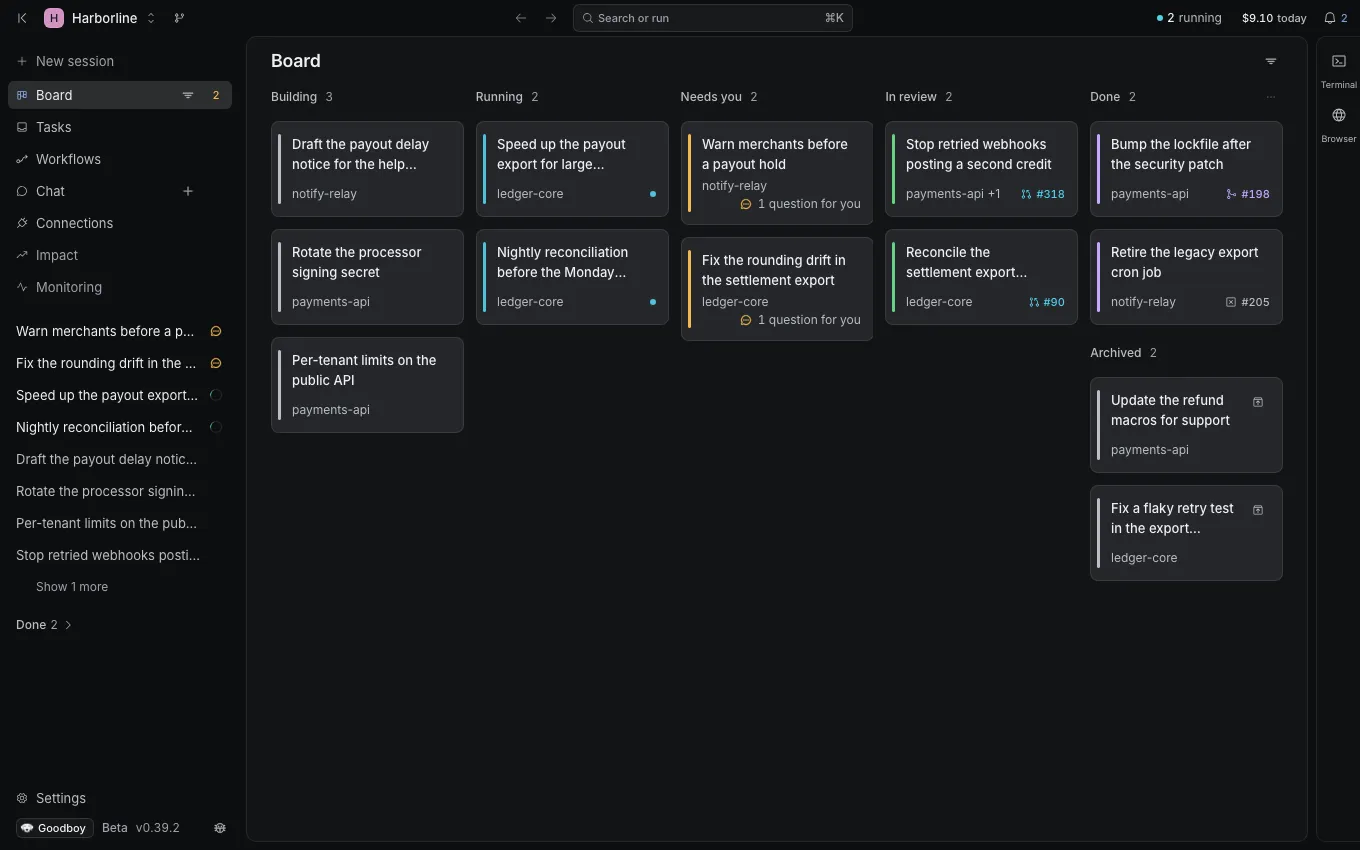 H Harborline
Search or run ⌘K
2 running $9.10 today 2
New session
Board 2
Tasks
Workflows
Chat
Connections
Impact
Monitoring
Warn merchants before a p...
Fix the rounding drift in the ...
Speed up the payout export...
Nightly reconciliation befor...
Draft the payout delay notic...
Rotate the processor signin...
Per-tenant limits on the pub...
Stop retried webhooks posti...
Show 1 more
Done 2
Settings
Goodboy Beta v0.39.2
Board
Building 3
Draft the payout delay
notice for the help...
notify-relay
Rotate the processor
signing secret
payments-api
Per-tenant limits on the
public API
payments-api
Running 2
Speed up the payout
export for large...
ledger-core
Nightly reconciliation
before the Monday...
ledger-core
Needs you 2
Warn merchants before
a payout hold
notify-relay
1 question for you
Fix the rounding drift in
the settlement export
ledger-core
1 question for you
In review 2
Stop retried webhooks
posting a second credit
payments-api +1 #318
Reconcile the
settlement export...
ledger-core #90
Done 2 ...
Bump the lockfile after
the security patch
payments-api #198
Retire the legacy export
cron job
notify-relay #205
Archived 2
Update the refund
macros for support
payments-api
Fix a flaky retry test
in the export...
ledger-core
Terminal
Browser